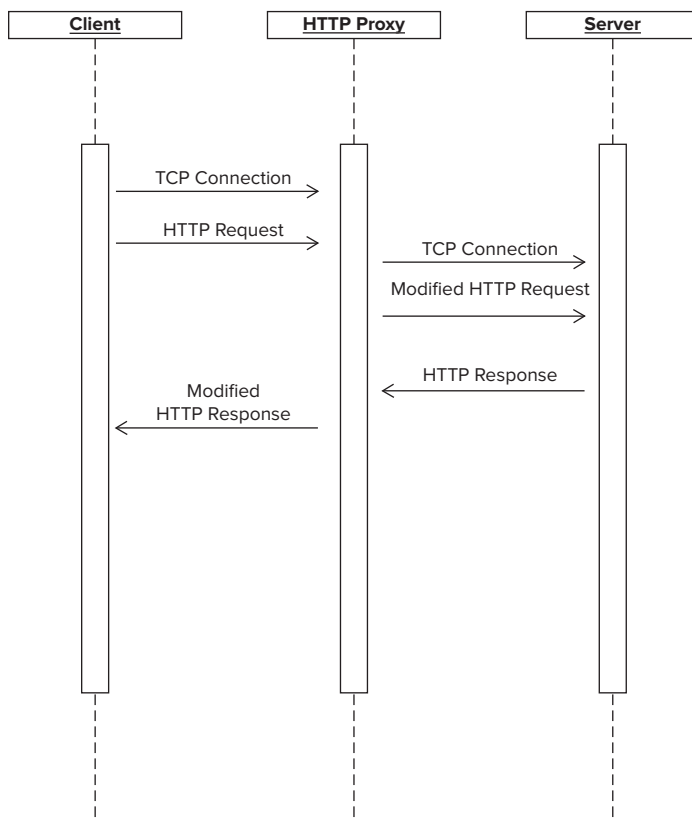 Client
HTTP Proxy
Server
TCP Connection
HTTP Request
TCP Connection
Modified HTTP Request
HTTP Response
Modified
HTTP Response